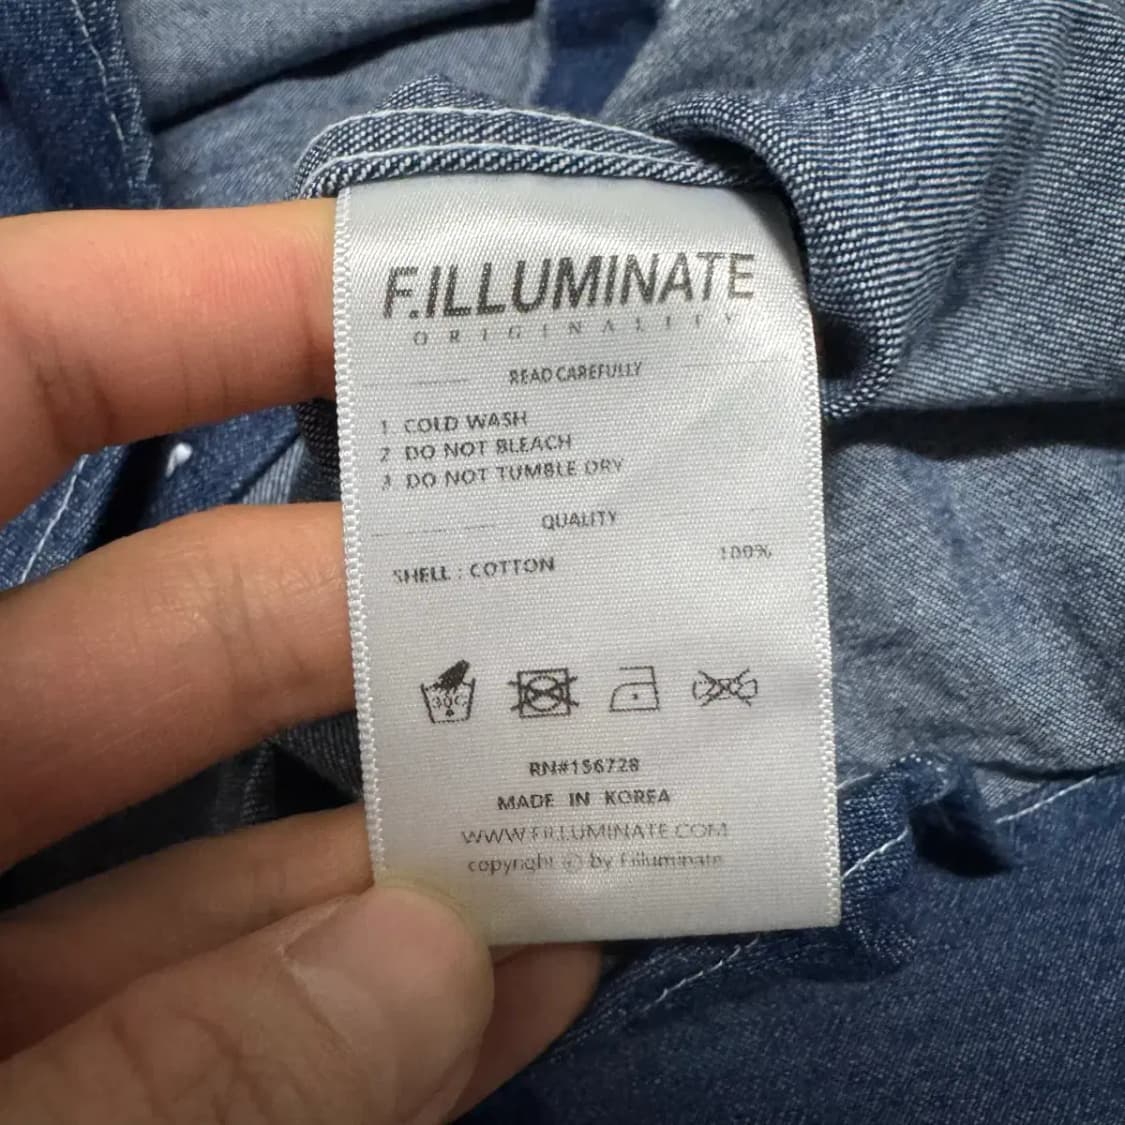 F.ILLUMINATE
ORIGINALITY
READ CAREFULLY
1 COLD WASH
2 DO NOT BLEACH
3 DO NOT TUMBLE DRY
QUALITY
SHELL : COTTON 100%
30℃
RN#156728
MADE IN KOREA
WWW.FILLUMINATE.COM
copyright © by Filluminate